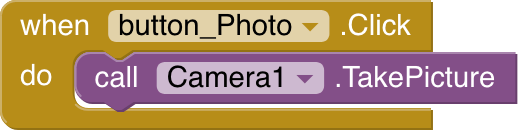 when button_Photo .Click
do call Camera1 .TakePicture